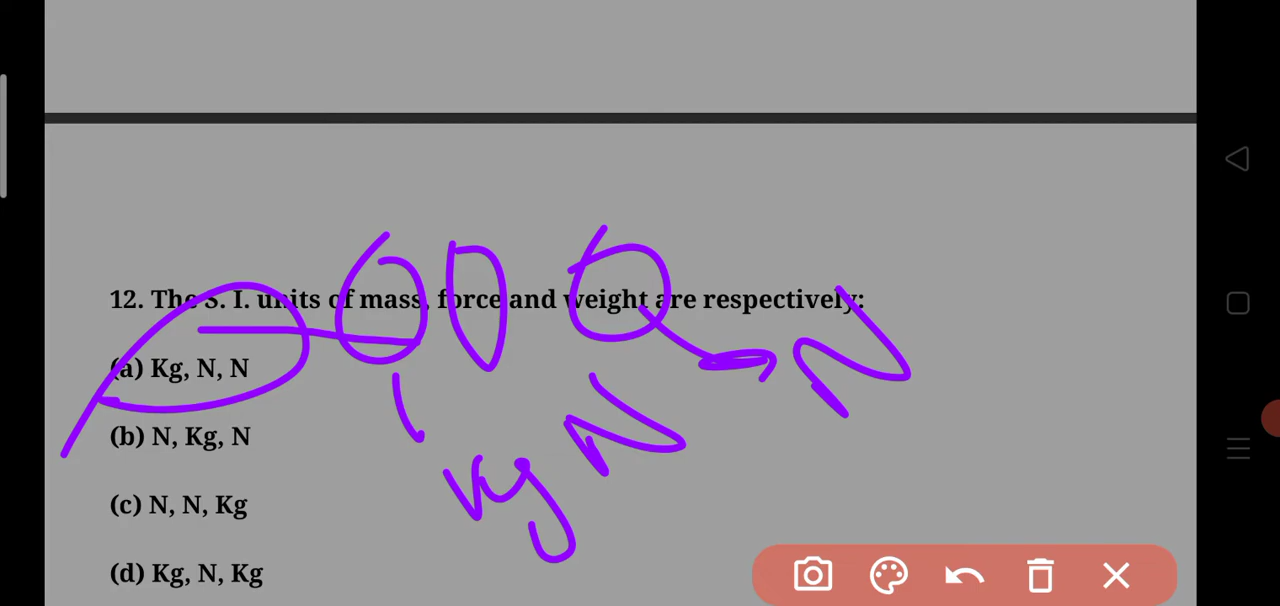 12. The S. I. units of mass, force and weight are respectively:
(a) Kg, N, N
(b) N, Kg, N
(c) N, N, Kg
(d) Kg, N, Kg
N
N
Kg